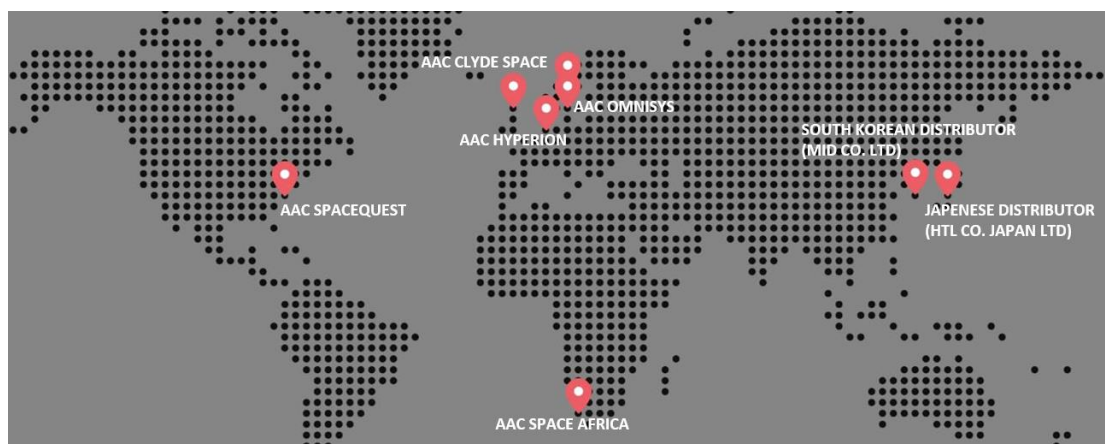 AAC CLYDE SPACE
AAC OMNISYS
AAC HYPERION
SOUTH KOREAN DISTRIBUTOR
(MID CO. LTD)
AAC SPACEQUEST
JAPENESE DISTRIBUTOR
(HTL CO. JAPAN LTD)
AAC SPACE AFRICA